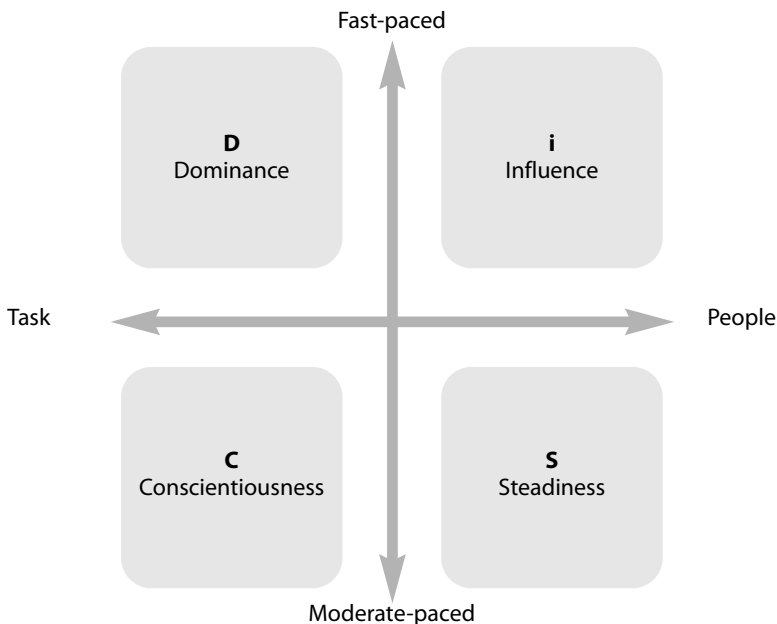 Fast-paced
D
Dominance
i
Influence
Task
People
C
Conscientiousness
S
Steadiness
Moderate-paced